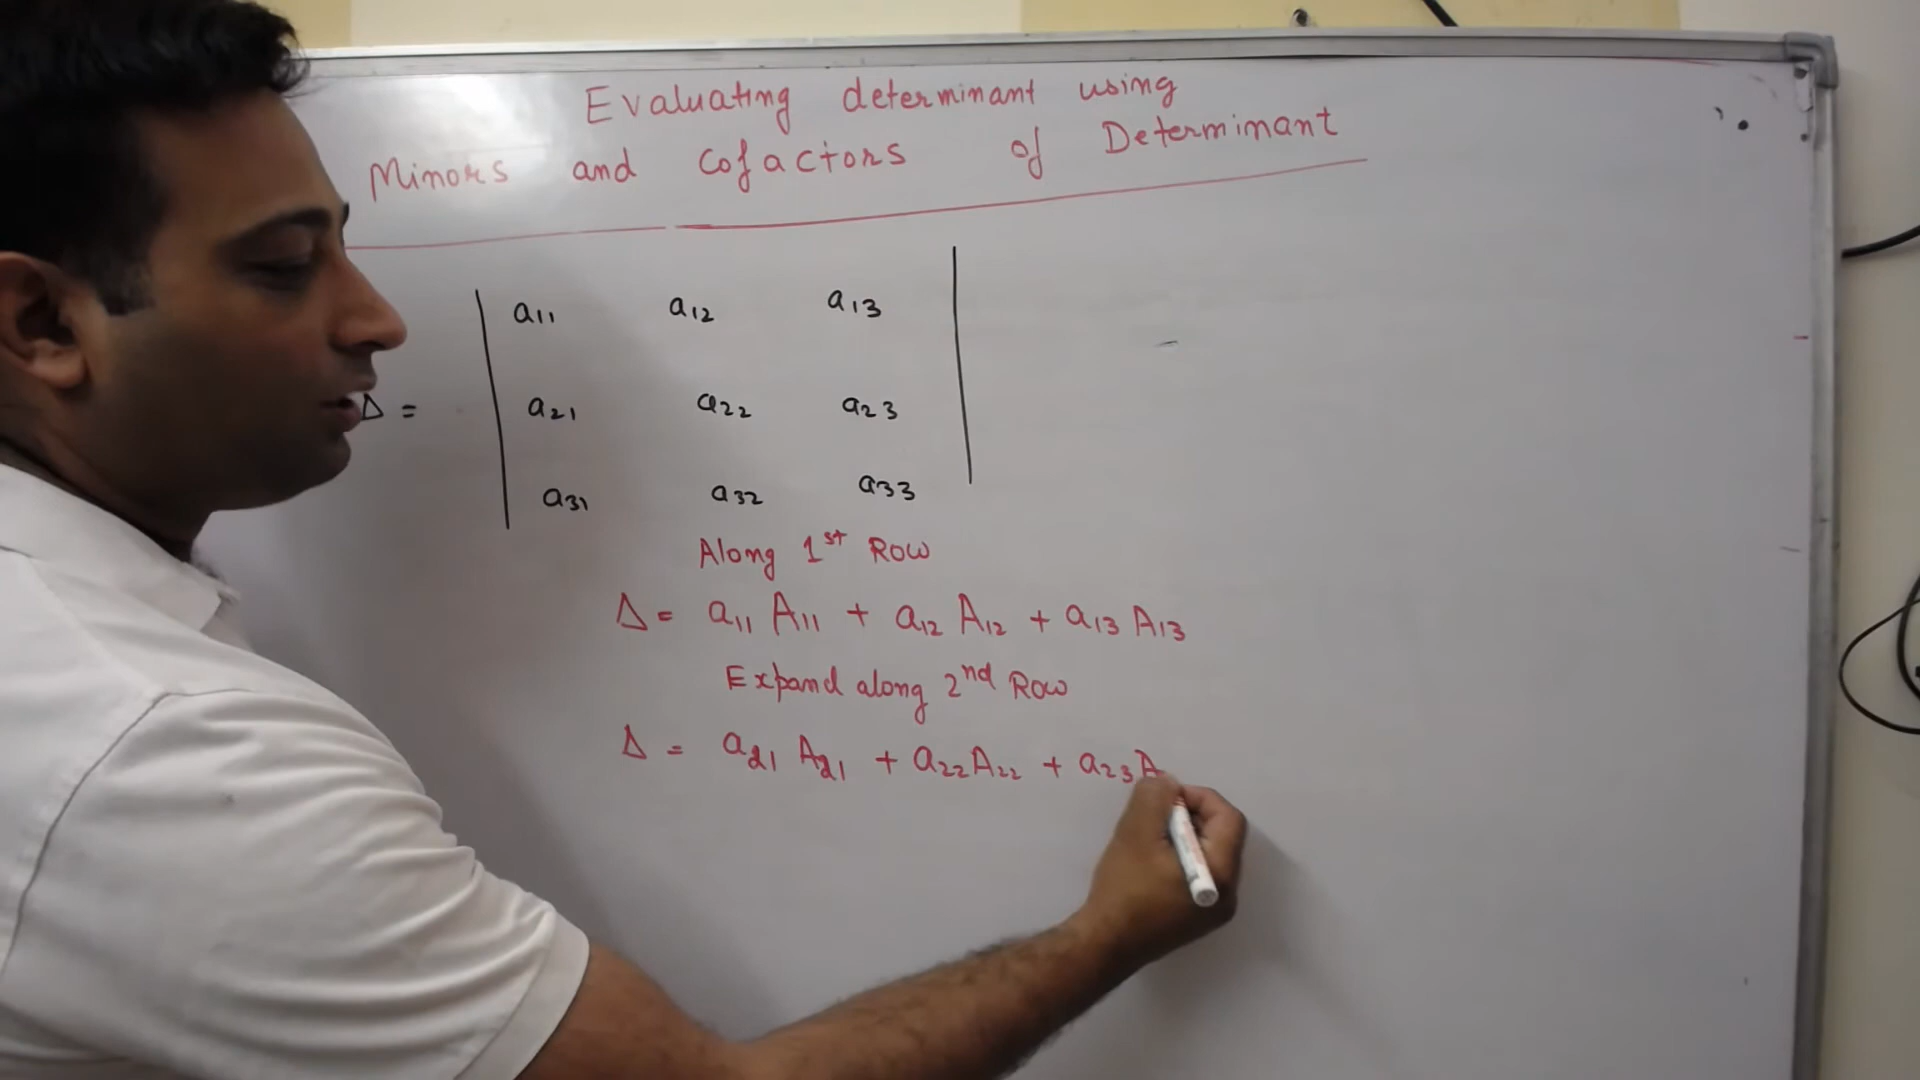 Evaluating determinant using
Minors and Cofactors of Determinant
a11 a12 a13
Δ = a21 a22 a23
a31 a32 a33
Along 1st Row
Δ = a11 A11 + a12 A12 + a13 A13
Expand along 2nd Row
Δ = a21 A21 + a22 A22 + a23 A